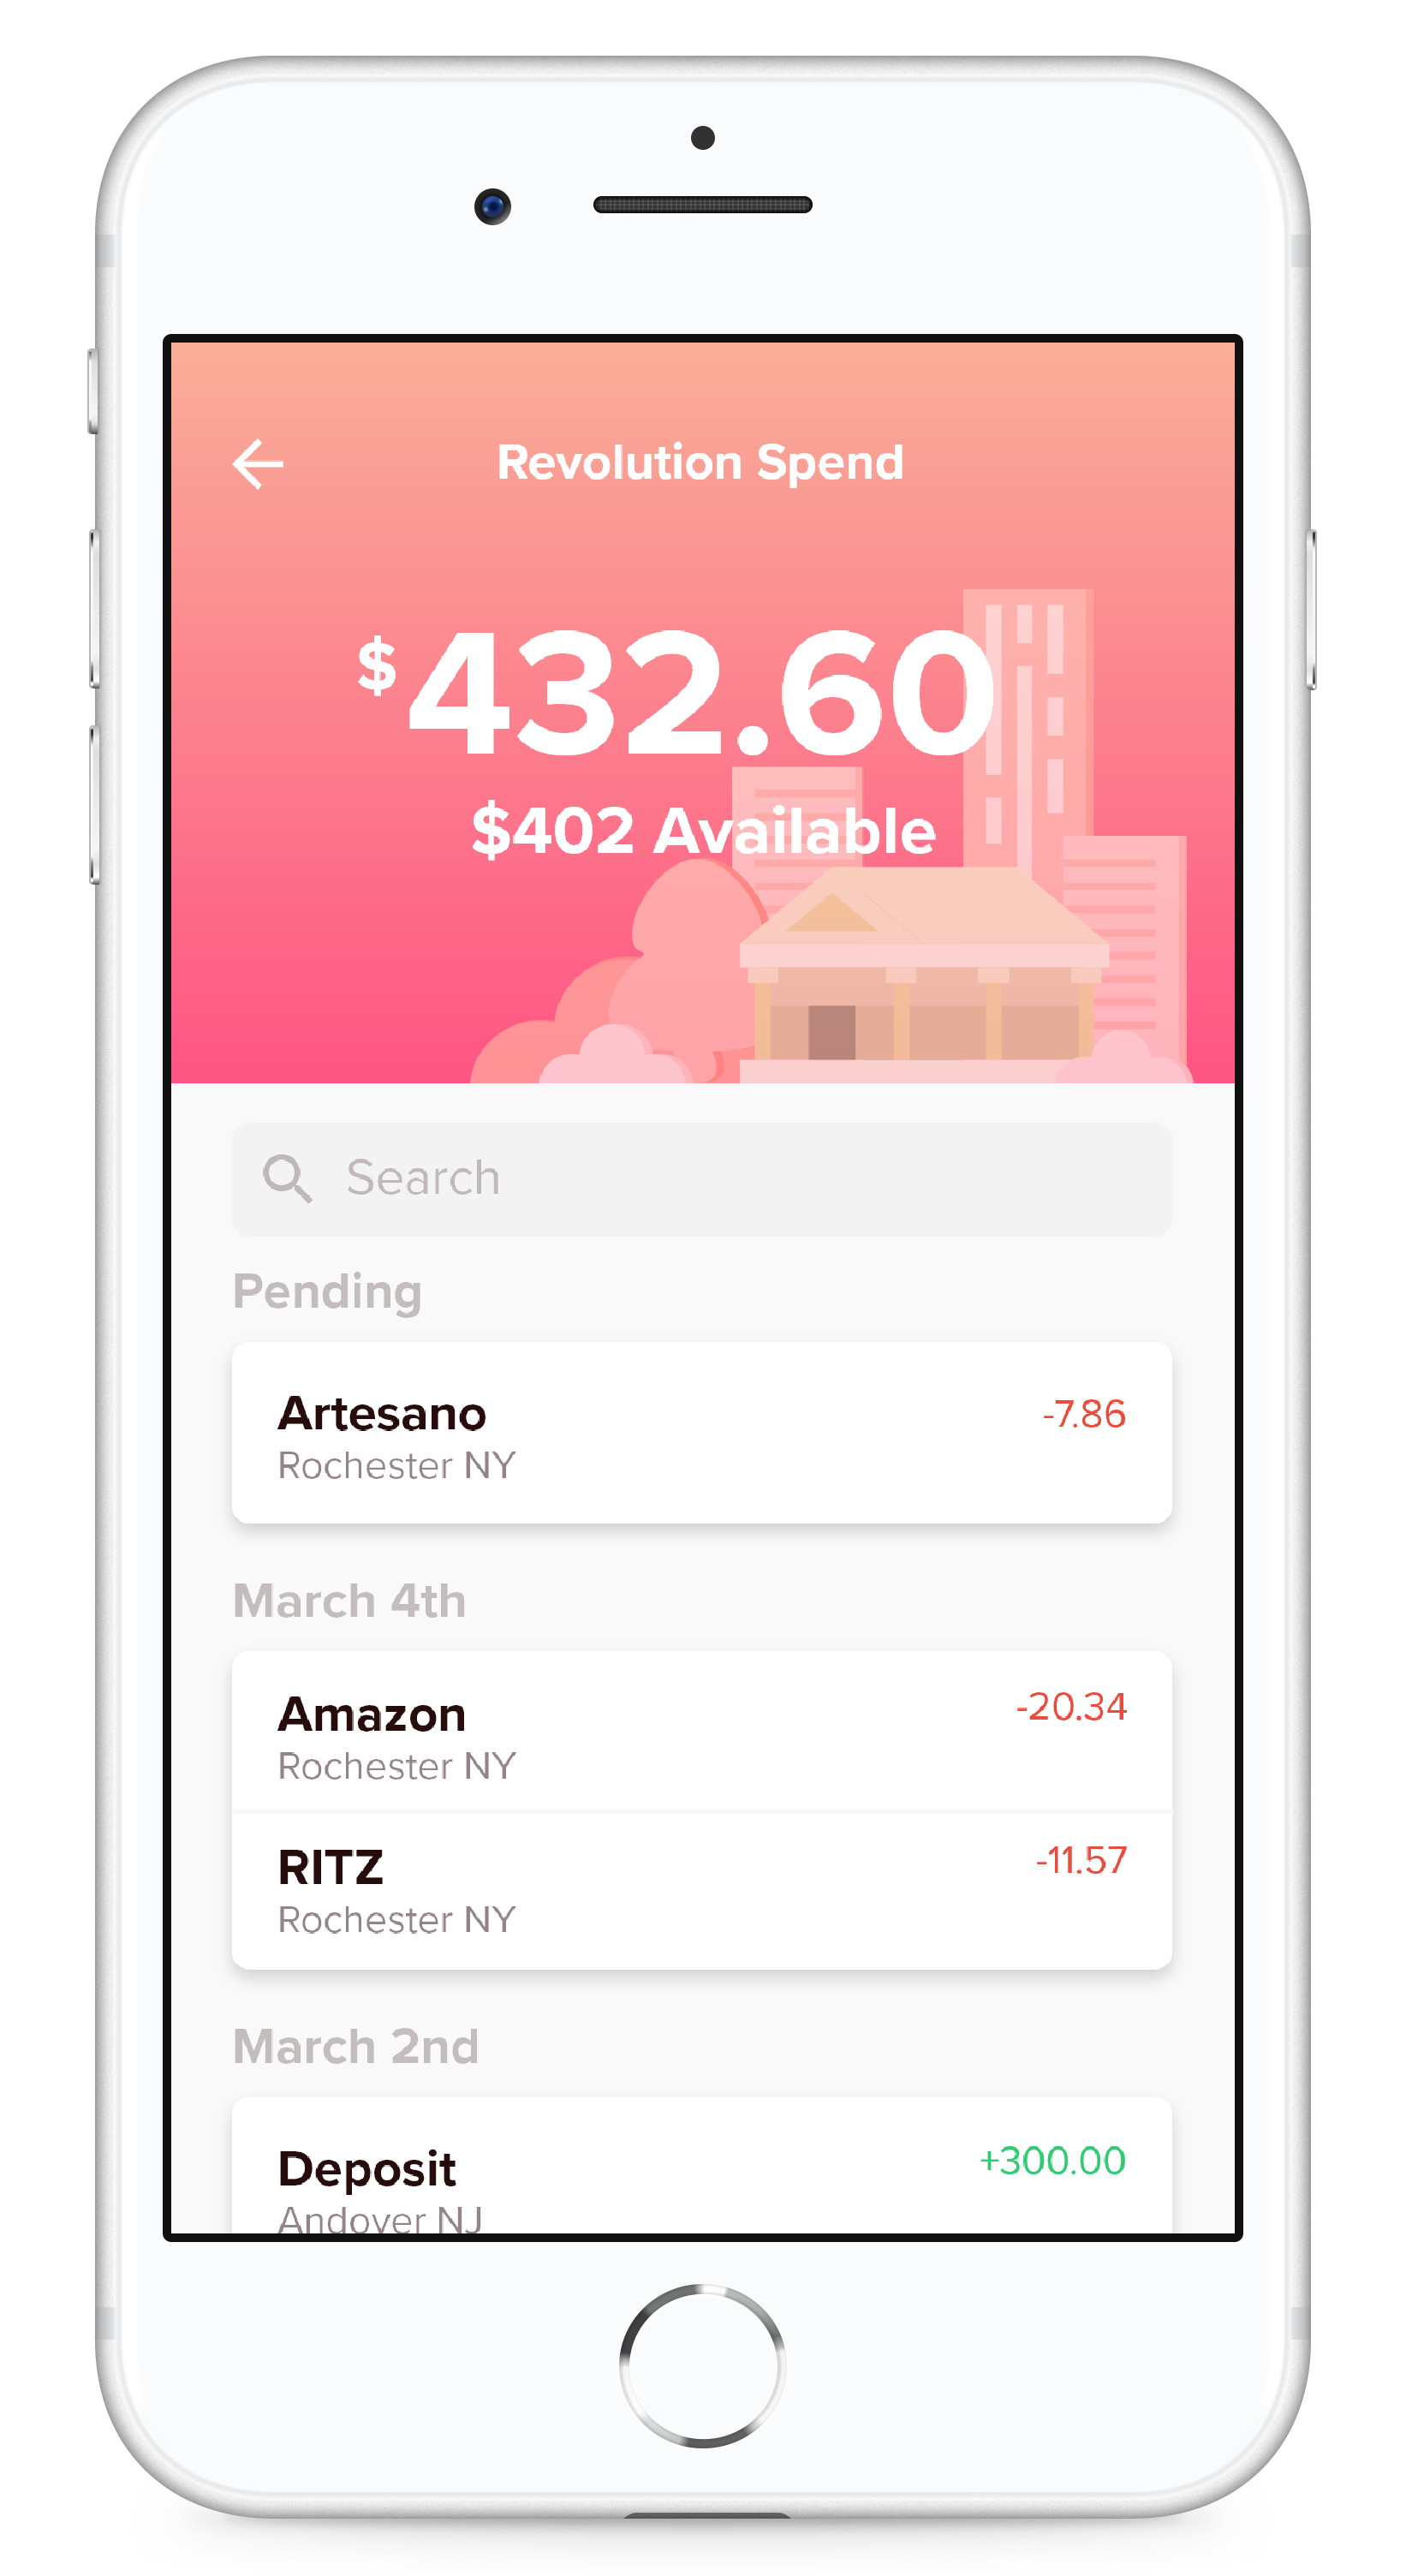 Revolution Spend
$432.60
$402 Available
Search
Pending
Artesano
-7.86
Rochester NY
March 4th
Amazon
-20.34
Rochester NY
RITZ
-11.57
Rochester NY
March 2nd
Deposit
+300.00
Andover NJ